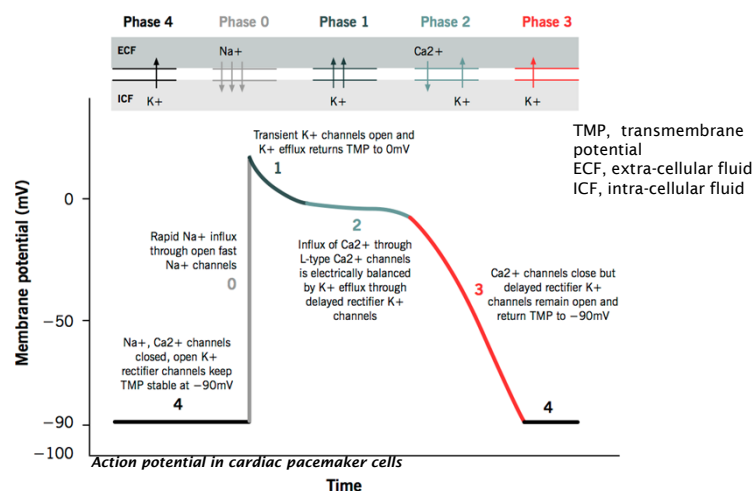 Phase 4 Phase 0 Phase 1 Phase 2 Phase 3
ECF Na+ Ca2+
ICF K+ K+ K+ K+
Membrane potential (mV)
0
−50
−90
−100
Transient K+ channels open and
K+ efflux returns TMP to 0mV
1
TMP, transmembrane
potential
ECF, extra-cellular fluid
ICF, intra-cellular fluid
Rapid Na+ influx
through open fast
Na+ channels
0
2
Influx of Ca2+ through
L-type Ca2+ channels
is electrically balanced
by K+ efflux through
delayed rectifier K+
channels
3
Ca2+ channels close but
delayed rectifier K+
channels remain open and
return TMP to −90mV
Na+, Ca2+ channels
closed, open K+
rectifier channels keep
TMP stable at −90mV
4
4
Action potential in cardiac pacemaker cells
Time